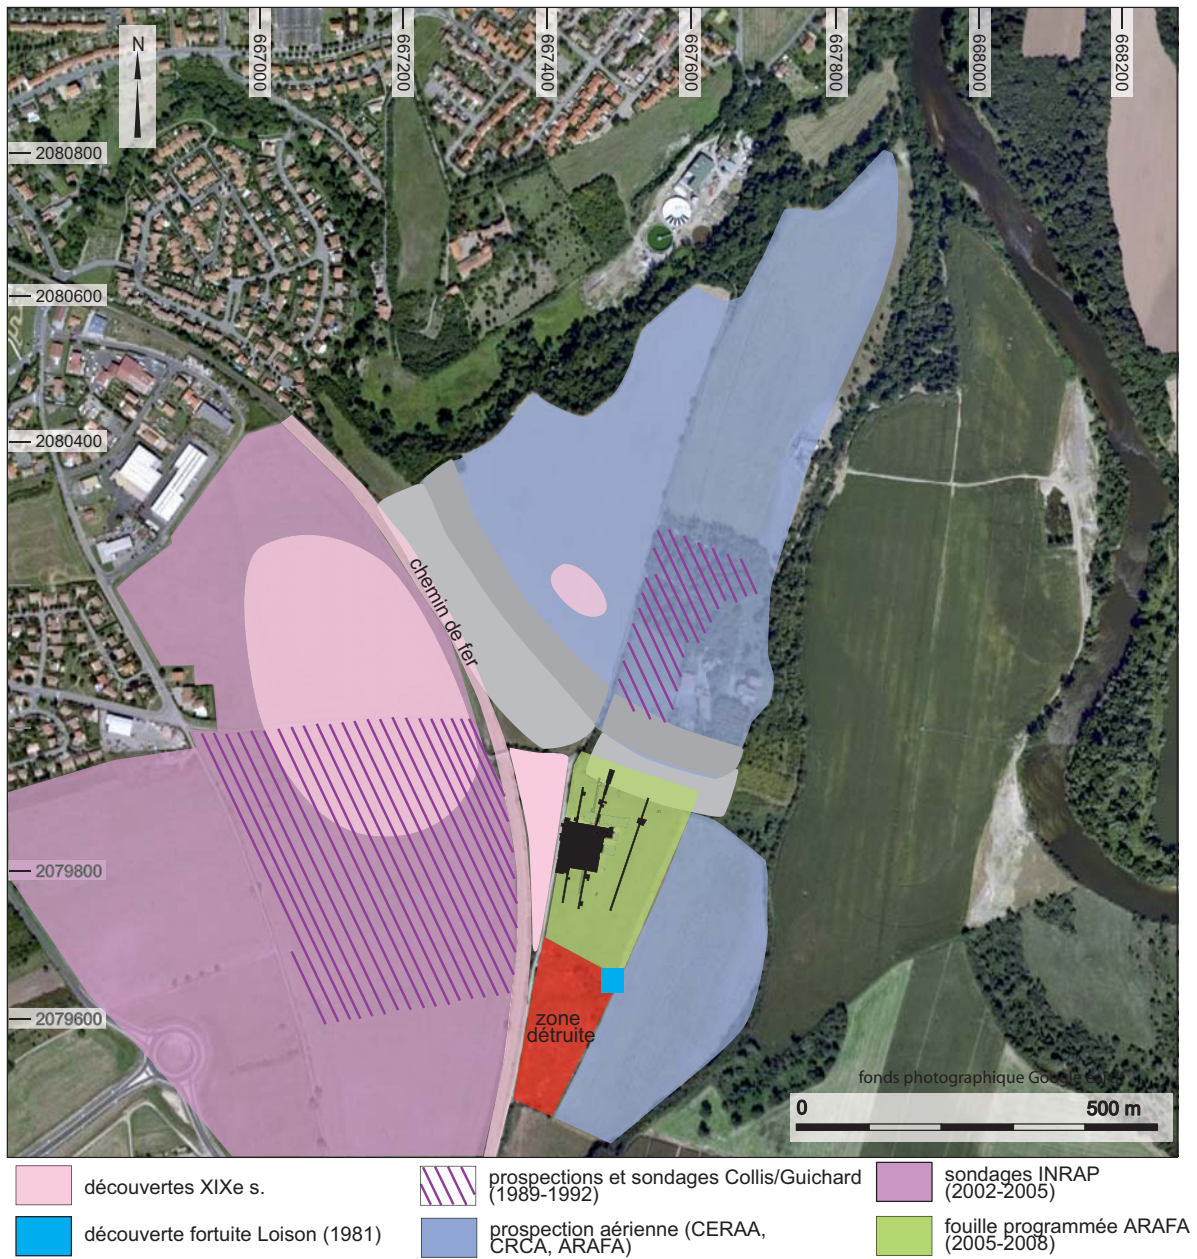 N
667000
667200
667400
667600
667800
668000
668200
2080800
2080600
2080400
2079800
2079600
chemin de fer
zone
détruite
fonds photographique Google
0 500 m
découvertes XIXe s.
découverte fortuite Loison (1981)
prospections et sondages Collis/Guichard
(1989-1992)
prospection aérienne (CERAA,
CRCA, ARAFA)
sondages INRAP
(2002-2005)
fouille programmée ARAFA
(2005-2008)